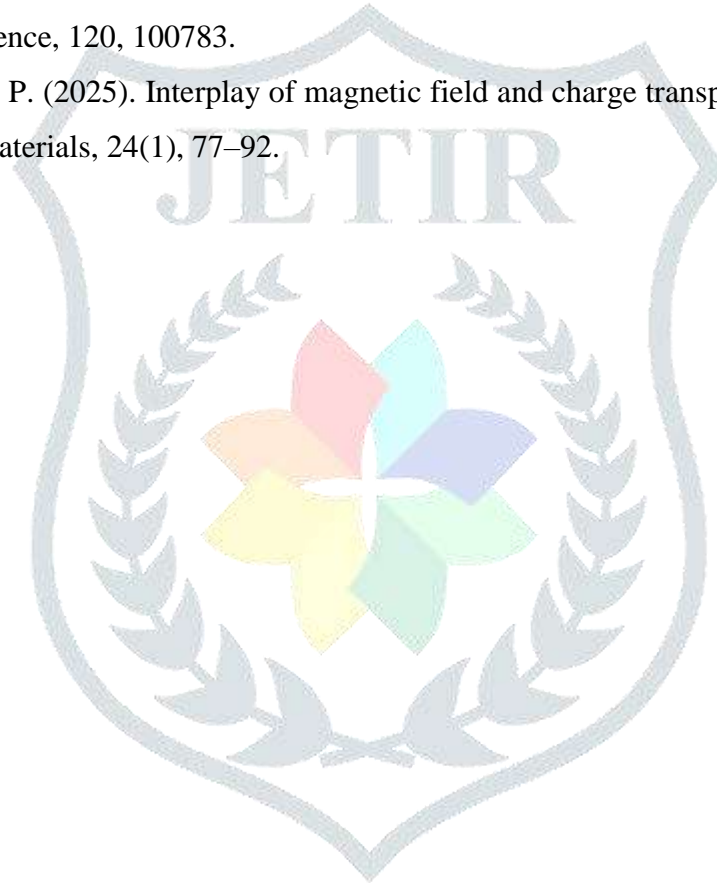 ence, 120, 100783.
P. (2025). Interplay of magnetic field and charge transp
aterials, 24(1), 77–92.
JETIR